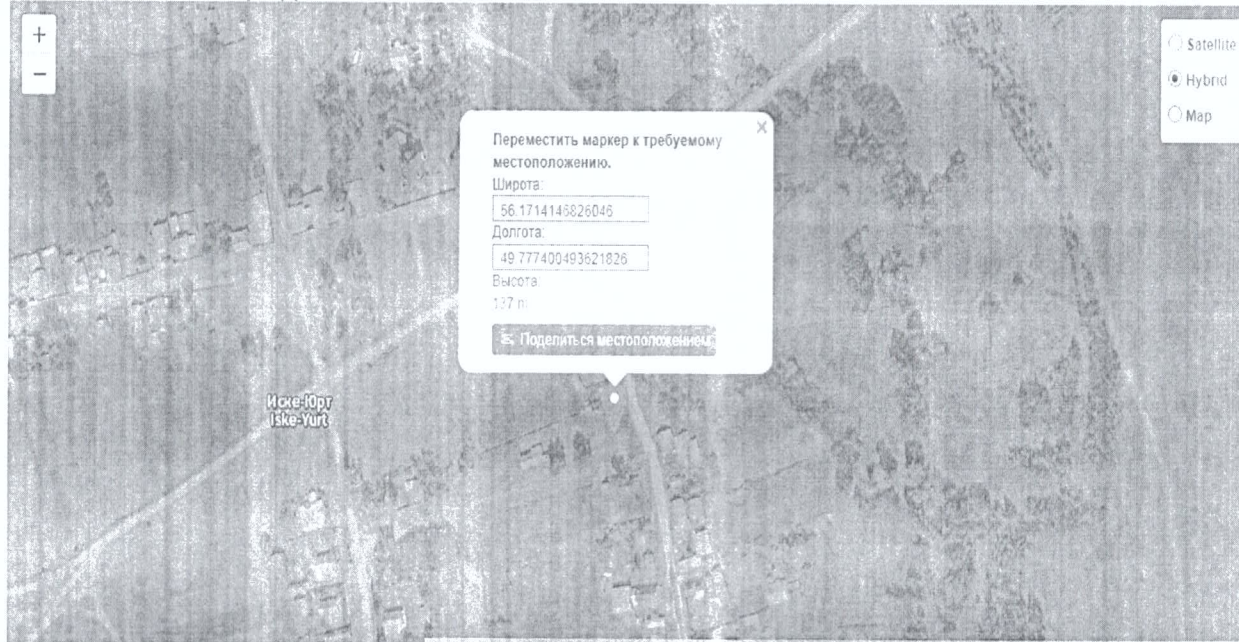 +
−
Satellite
Hybrid
Map
×
Переместить маркер к требуемому
местоположению.
Широта:
56.1714146826046
Долгота:
49.777400493621826
Высота:
137 m
Поделиться местоположением
Иске-Юрт
Iske-Yurt